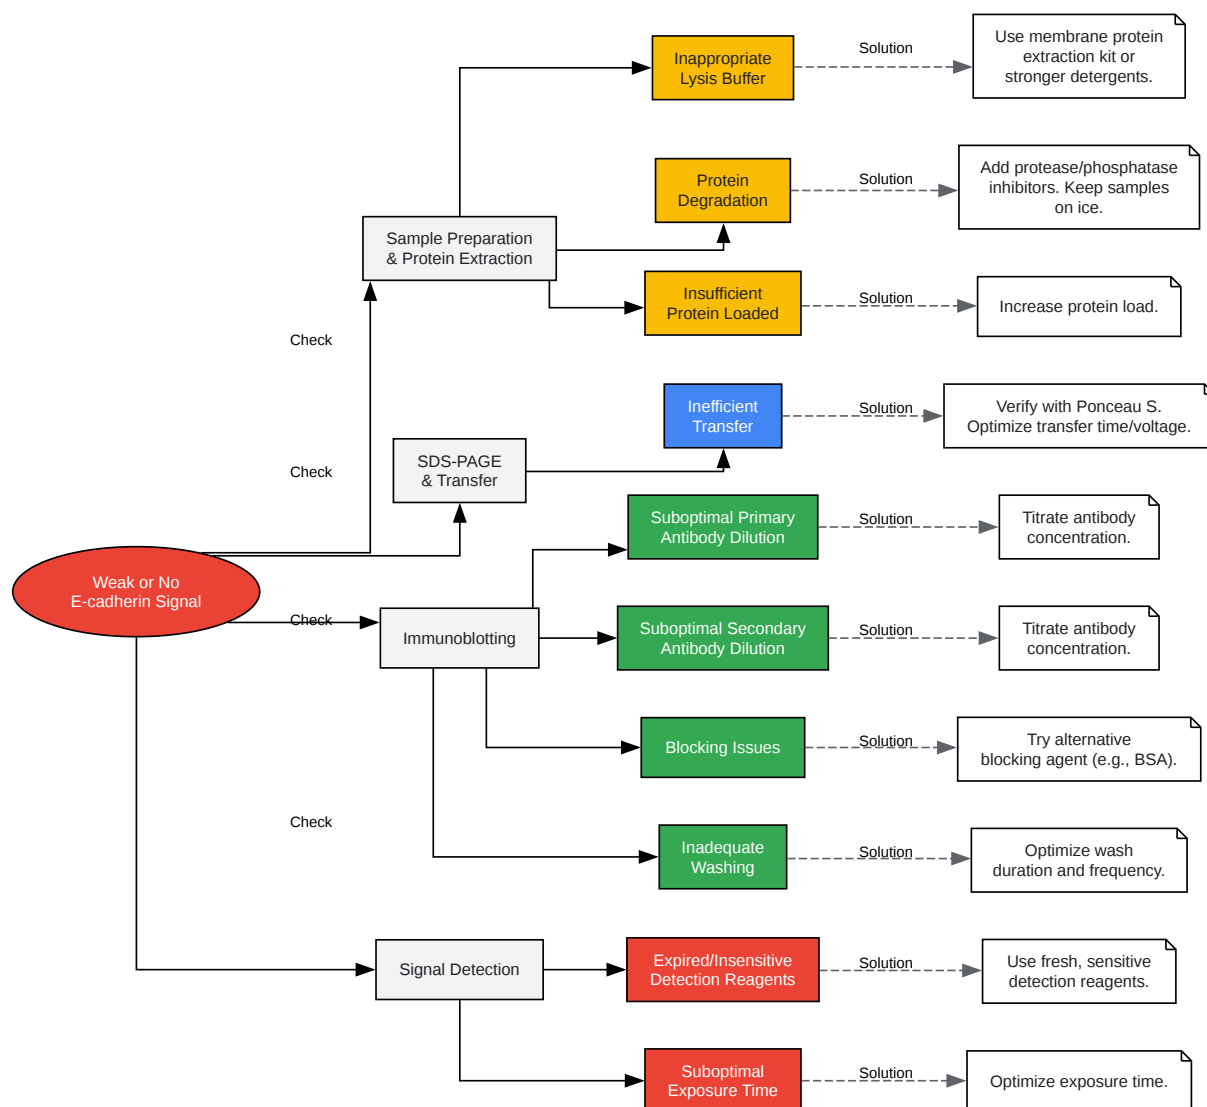 Inappropriate
Lysis Buffer
Solution
Use membrane protein
extraction kit or
stronger detergents.
Protein
Degradation
Solution
Add protease/phosphatase
inhibitors. Keep samples
on ice.
Sample Preparation
& Protein Extraction
Insufficient
Protein Loaded
Solution
Increase protein load.
Check
Inefficient
Transfer
Solution
Verify with Ponceau S.
Optimize transfer time/voltage.
Check
SDS-PAGE
& Transfer
Suboptimal Primary
Antibody Dilution
Solution
Titrate antibody
concentration.
Weak or No
E-cadherin Signal
Check
Immunoblotting
Suboptimal Secondary
Antibody Dilution
Solution
Titrate antibody
concentration.
Blocking Issues
Solution
Try alternative
blocking agent (e.g., BSA).
Check
Inadequate
Washing
Solution
Optimize wash
duration and frequency.
Signal Detection
Expired/Insensitive
Detection Reagents
Solution
Use fresh, sensitive
detection reagents.
Suboptimal
Exposure Time
Solution
Optimize exposure time.